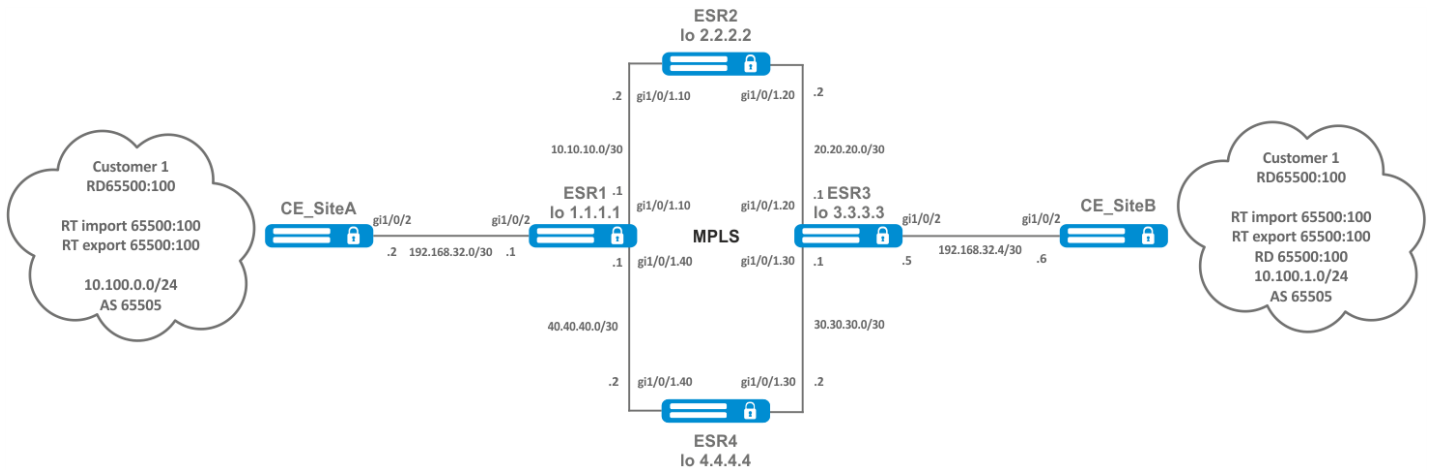 ESR2
lo 2.2.2.2
.2
gi1/0/1.10
gi1/0/1.20
.2
10.10.10.0/30
20.20.20.0/30
Customer 1
RD65500:100
RT import 65500:100
RT export 65500:100
10.100.0.0/24
AS 65505
CE_SiteA
gi1/0/2
.2
192.168.32.0/30
.1
gi1/0/2
ESR1
lo 1.1.1.1
.1
gi1/0/1.10
.1
gi1/0/1.40
MPLS
gi1/0/1.20
.1
gi1/0/1.30
.1
ESR3
lo 3.3.3.3
gi1/0/2
.5
192.168.32.4/30
.6
gi1/0/2
CE_SiteB
Customer 1
RD65500:100
RT import 65500:100
RT export 65500:100
RD 65500:100
10.100.1.0/24
AS 65505
40.40.40.0/30
30.30.30.0/30
.2
gi1/0/1.40
gi1/0/1.30
.2
ESR4
lo 4.4.4.4